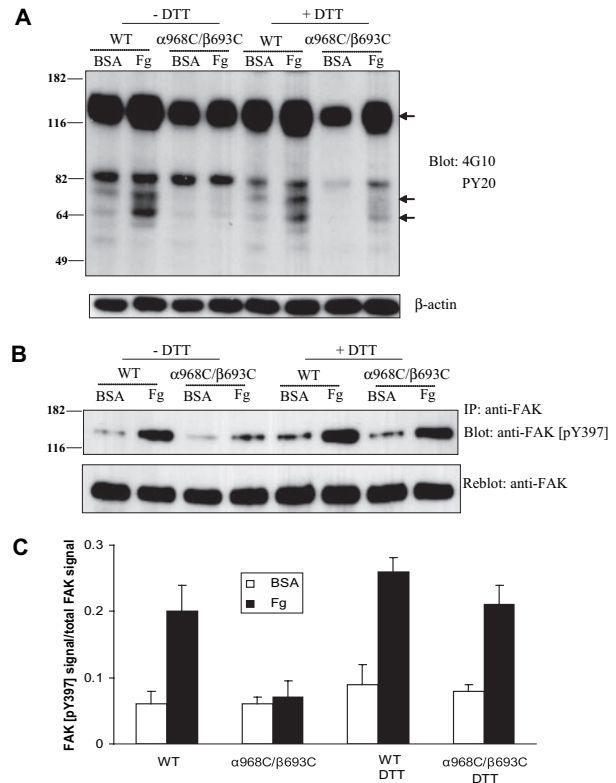 A
- DTT
+ DTT
WT α968C/β693C WT α968C/β693C
BSA Fg BSA Fg BSA Fg BSA Fg
182
116
82
64
49
Blot: 4G10
PY20
β-actin
B
- DTT
+ DTT
WT α968C/β693C WT α968C/β693C
BSA Fg BSA Fg BSA Fg BSA Fg
182
116
IP: anti-FAK
Blot: anti-FAK [pY397]
Reblot: anti-FAK
C
FAK [pY397] signal/total FAK signal
0.3
0.2
0.1
0
BSA
Fg
WT α968C/β693C WT α968C/β693C
DTT DTT